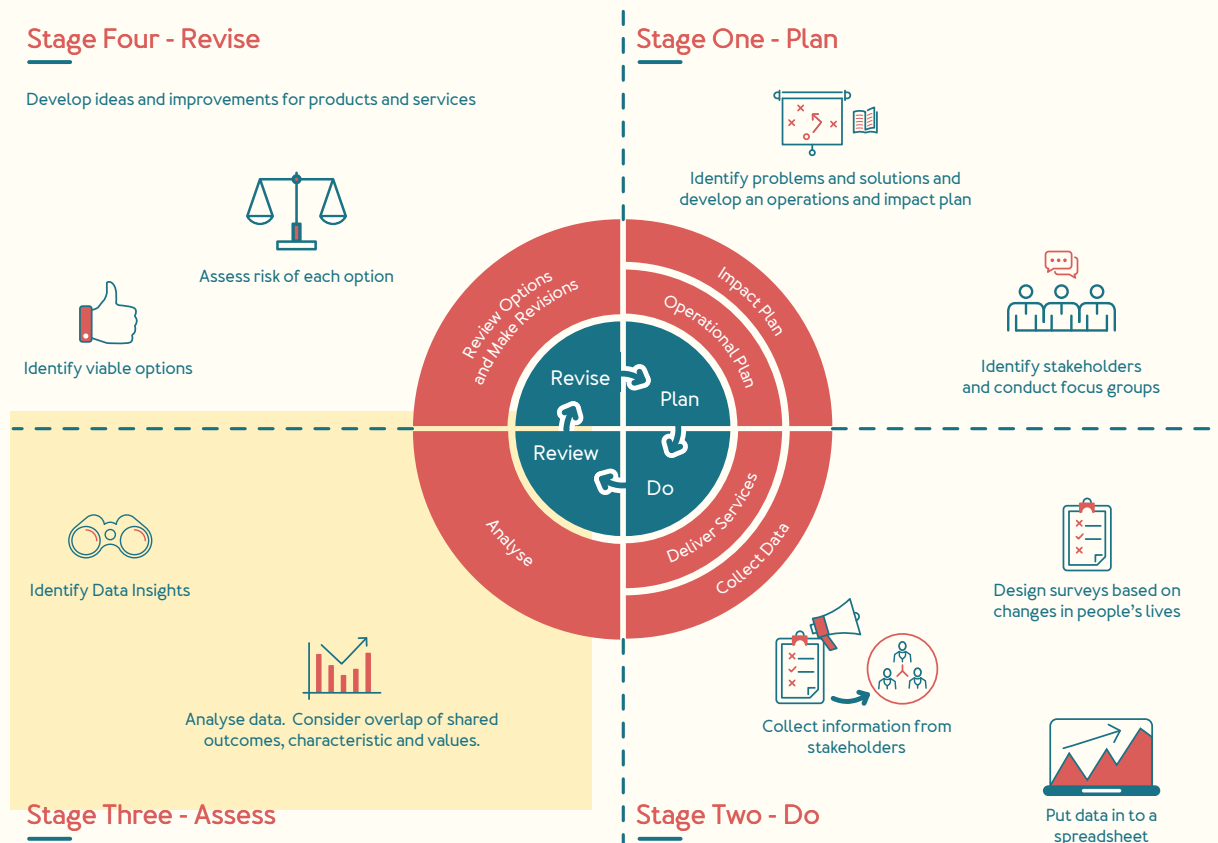 Stage Four - Revise
Develop ideas and improvements for products and services
Assess risk of each option
Identify viable options
Stage One - Plan
Identify problems and solutions and
develop an operations and impact plan
Identify stakeholders
and conduct focus groups
Review Options
and Make Revisions
Impact Plan
Operational Plan
Revise
Plan
Review
Do
Analyse
Deliver Services
Collect Data
Identify Data Insights
Analyse data. Consider overlap of shared
outcomes, characteristic and values.
Stage Three - Assess
Design surveys based on
changes in people's lives
Collect information from
stakeholders
Stage Two - Do
Put data in to a
spreadsheet